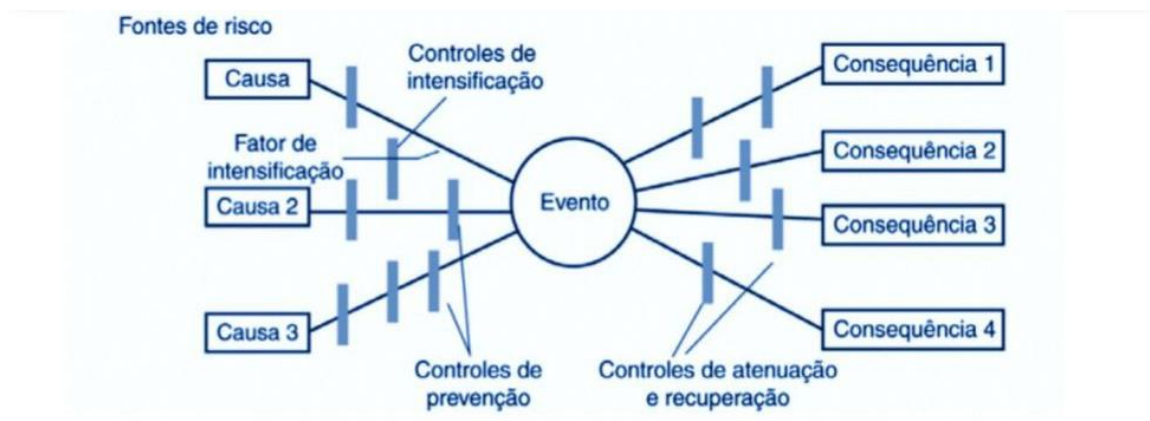 Fontes de risco
Causa
Controles de
intensificação
Fator de
intensificação
Causa 2
Causa 3
Controles de
prevenção
Evento
Consequência 1
Consequência 2
Consequência 3
Consequência 4
Controles de atenuação
e recuperação